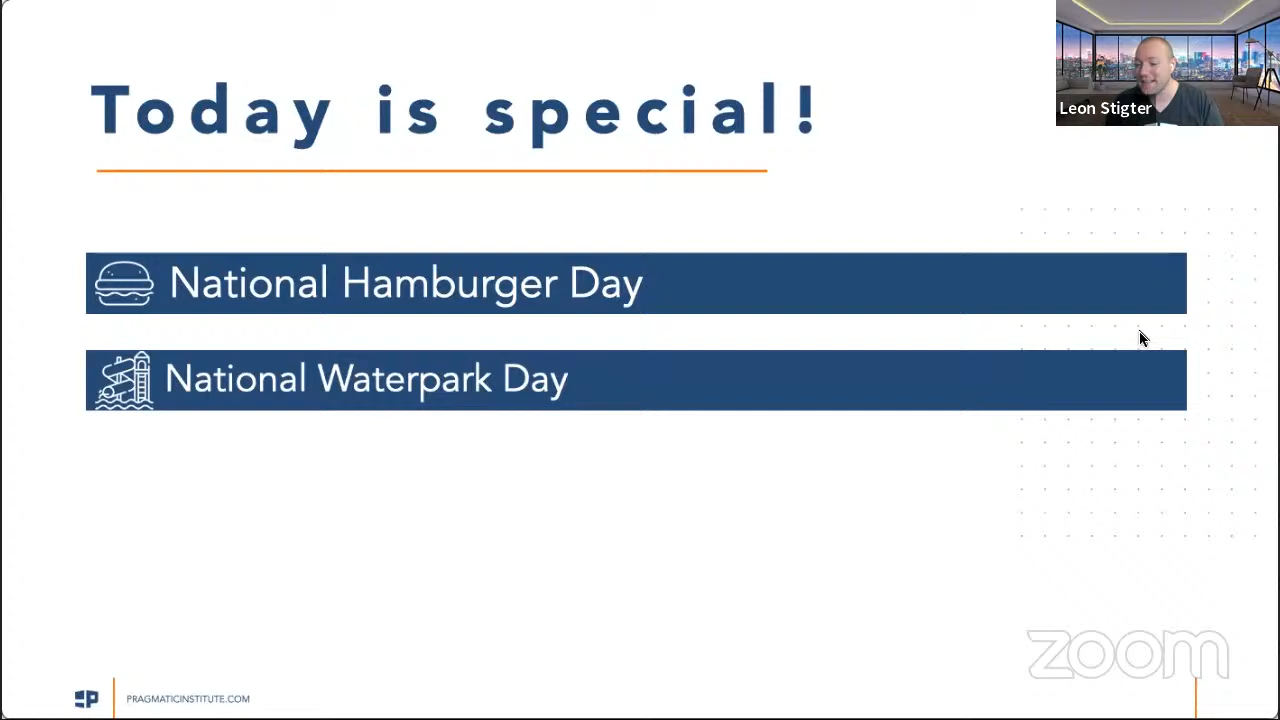 Today is special!
Leon Stigter
National Hamburger Day
National Waterpark Day
zoom
PRAGMATICINSTITUTE.COM